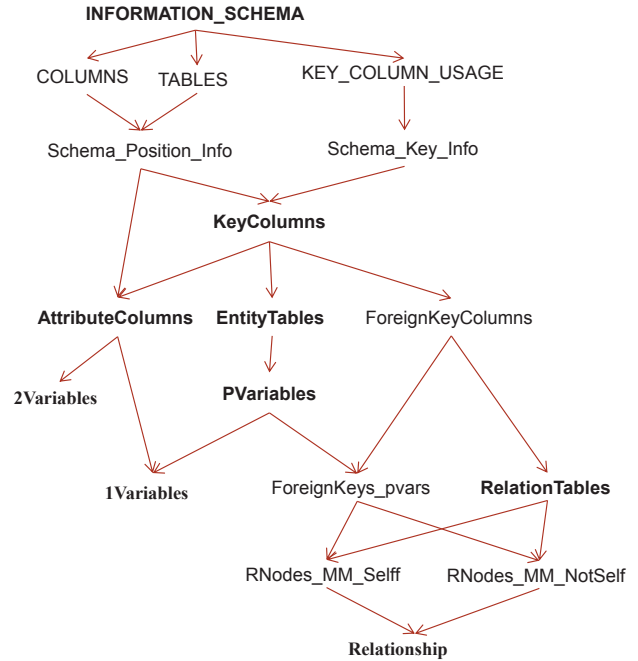 INFORMATION_SCHEMA
COLUMNS
TABLES
KEY_COLUMN_USAGE
Schema_Position_Info
Schema_Key_Info
KeyColumns
AttributeColumns
EntityTables
ForeignKeyColumns
2Variables
PVariables
1Variables
ForeignKeys_pvars
RelationTables
RNodes_MM_Selff
RNodes_MM_NotSelf
Relationship